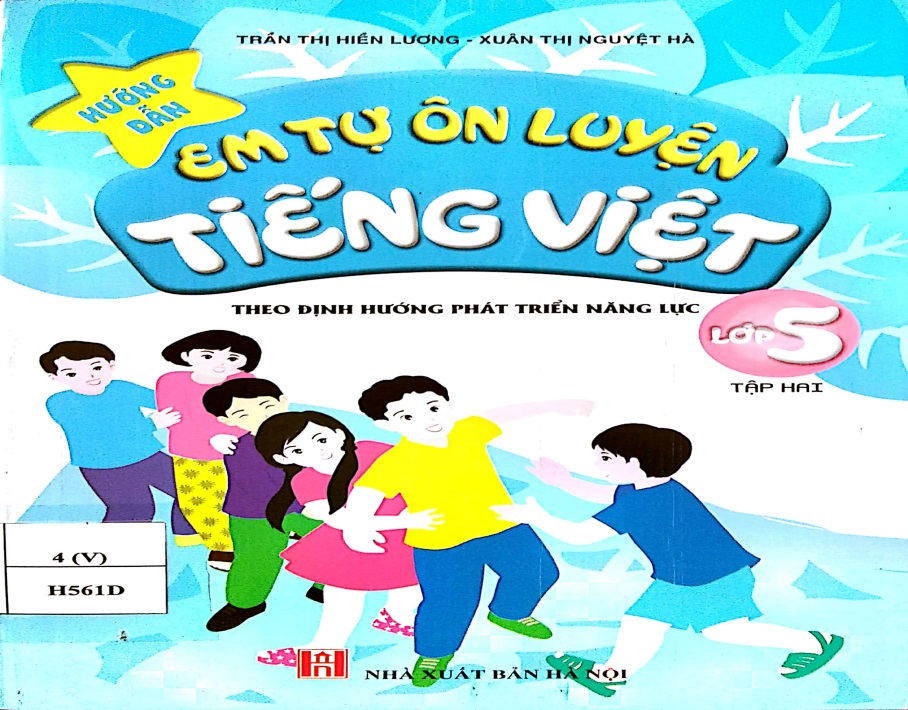 TRẦN THỊ HIỀN LƯƠNG - XUÂN THỊ NGUYỆT HÀ
HƯỚNG
DẪN
EM TỰ ÔN LUYỆN
TIẾNG VIỆT
THEO ĐỊNH HƯỚNG PHÁT TRIỂN NĂNG LỰC
LỚP 5
TẬP HAI
4 (V)
H561D
NHÀ XUẤT BẢN HÀ NỘI